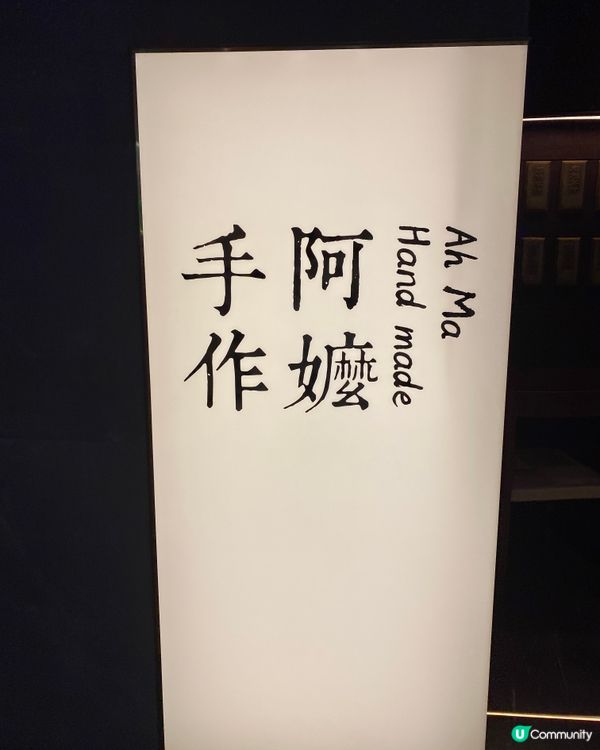 Ah Ma
Hand made
阿嬤
手作
U Community